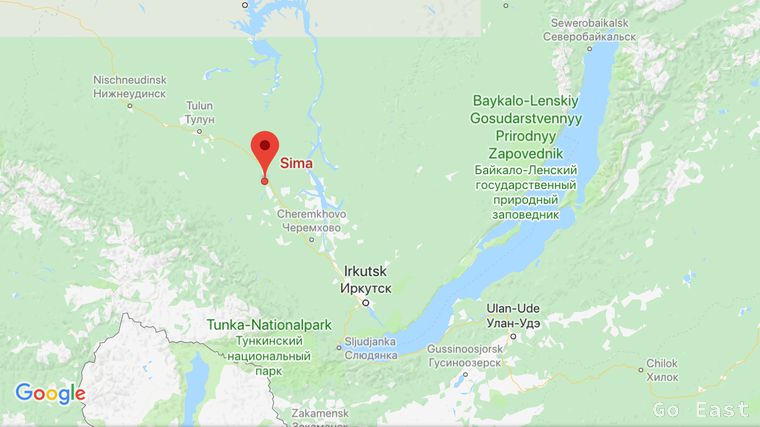 Sewerobaikalsk
Северобайкальск
Nischneudinsk
Нижнеудинск
Baykalo-Lenskiy
Gosudarstvennyy
Prirodnyy
Zapovednik
Байкало-Ленский
государственный
природный
заповедник
Tulun
Тулун
Sima
Cheremkhovo
Черемхово
Irkutsk
Иркутск
Ulan-Ude
Улан-Удэ
Tunka-Nationalpark
Тункинский
национальный
парк
Sljudjanka
Слюдянка
Gussinoosjorsk
Гусиноозерск
Chilok
Хилок
Google
Zakamensk
Закаменск
Go East